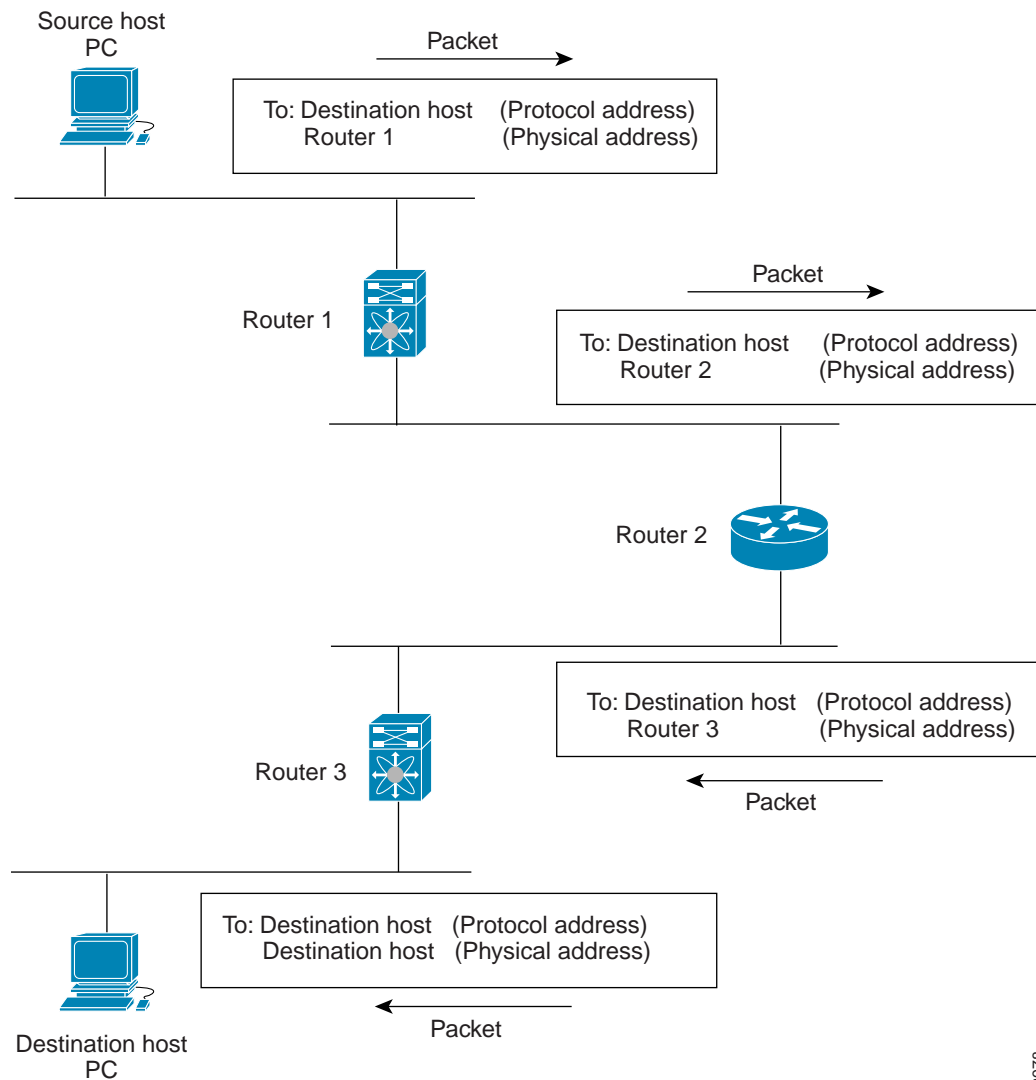 Source host
PC
Packet
To: Destination host (Protocol address)
Router 1 (Physical address)
Router 1
Packet
To: Destination host (Protocol address)
Router 2 (Physical address)
Router 2
To: Destination host (Protocol address)
Router 3 (Physical address)
Router 3
Packet
To: Destination host (Protocol address)
Destination host (Physical address)
Packet
Destination host
PC